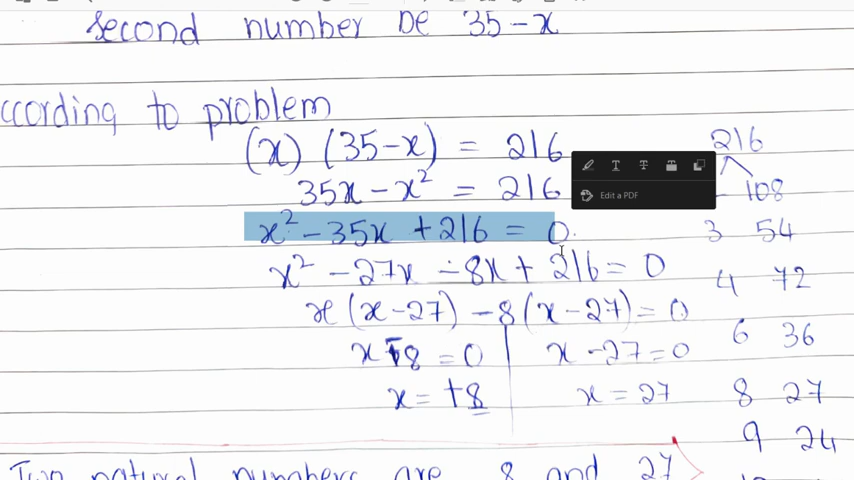 second number be 35-x
ccording to problem
(x) (35-x) = 216
35x - x² = 216
x² - 35x + 216 = 0
x² - 27x - 8x + 216 = 0
x (x-27) - 8 (x-27) = 0
x - 8 = 0
x - 27 = 0
x = +8
x = 27
Two natural numbers are 8 and 27
216
108
3 54
4 72
6 36
8 27
9 24
Edit a PDF